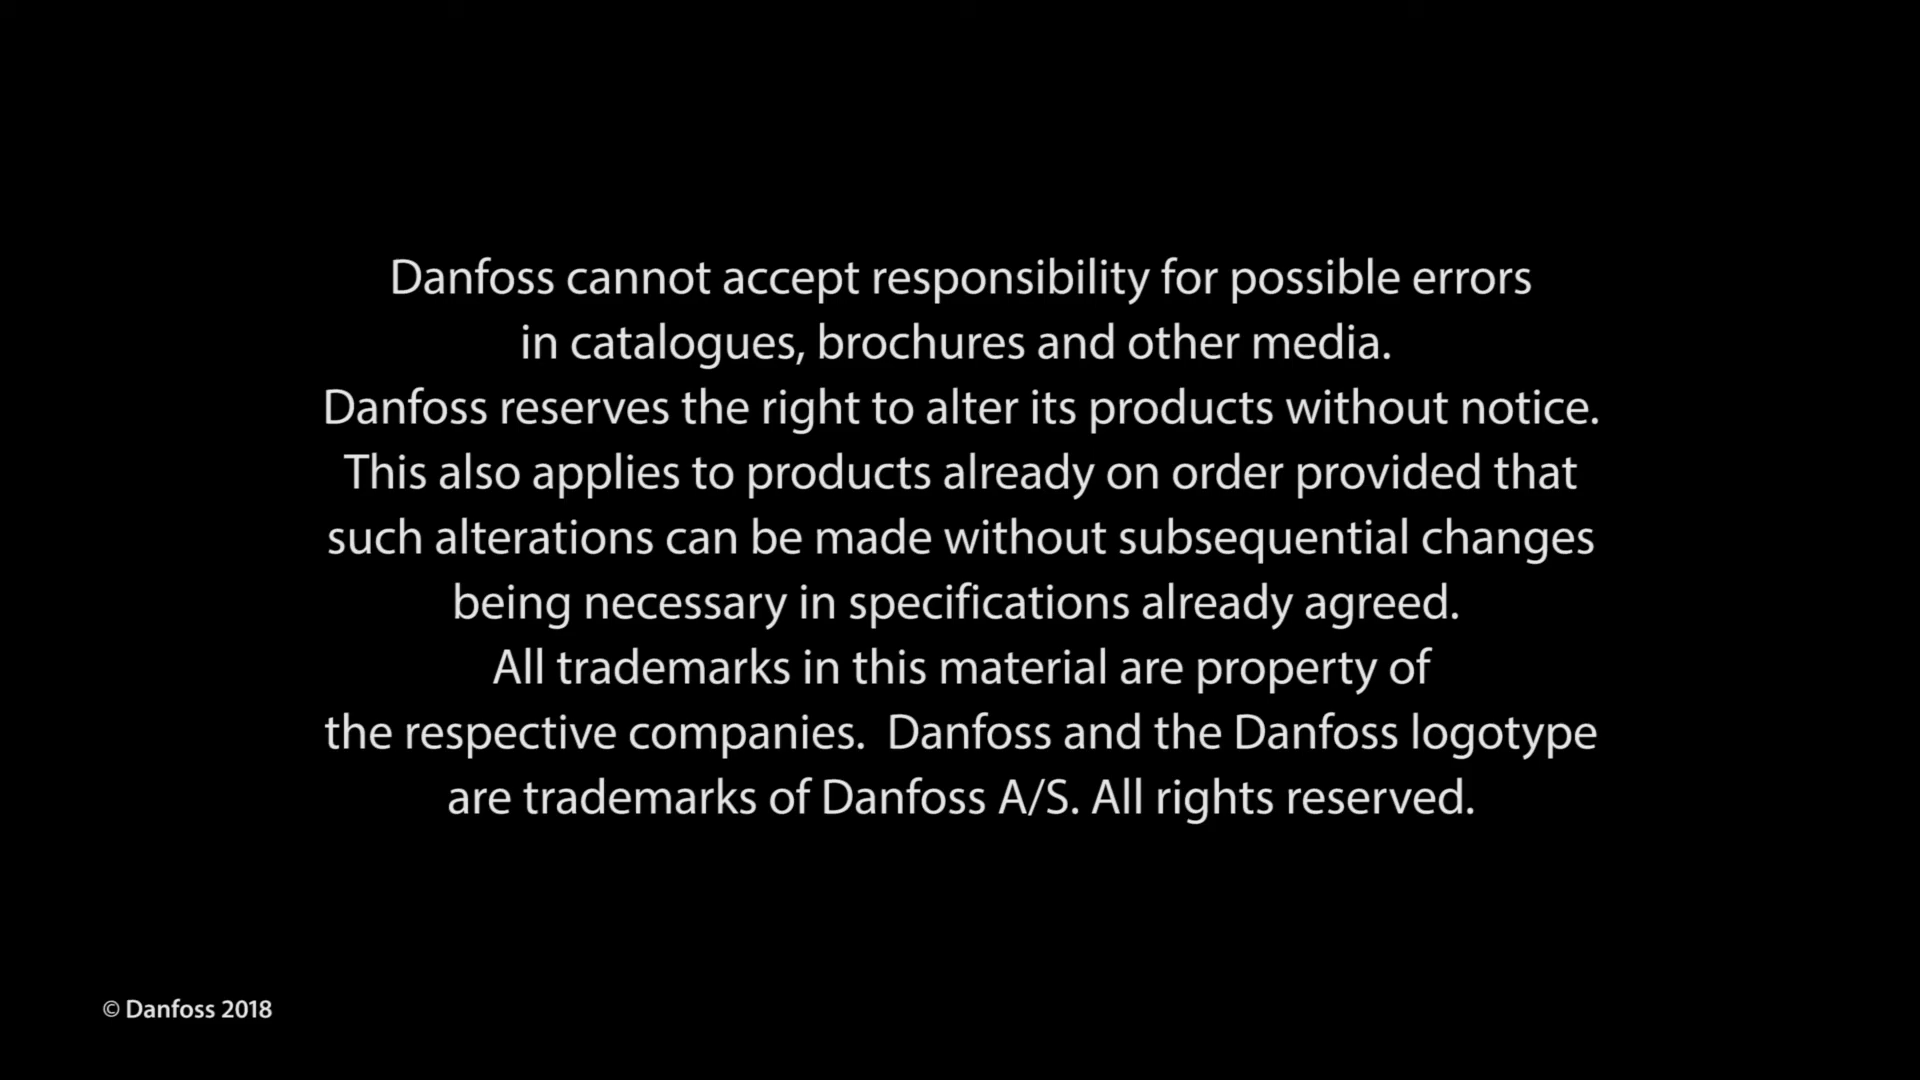 Danfoss cannot accept responsibility for possible errors
in catalogues, brochures and other media.
Danfoss reserves the right to alter its products without notice.
This also applies to products already on order provided that
such alterations can be made without subsequential changes
being necessary in specifications already agreed.
All trademarks in this material are property of
the respective companies.  Danfoss and the Danfoss logotype
are trademarks of Danfoss A/S. All rights reserved.
© Danfoss 2018